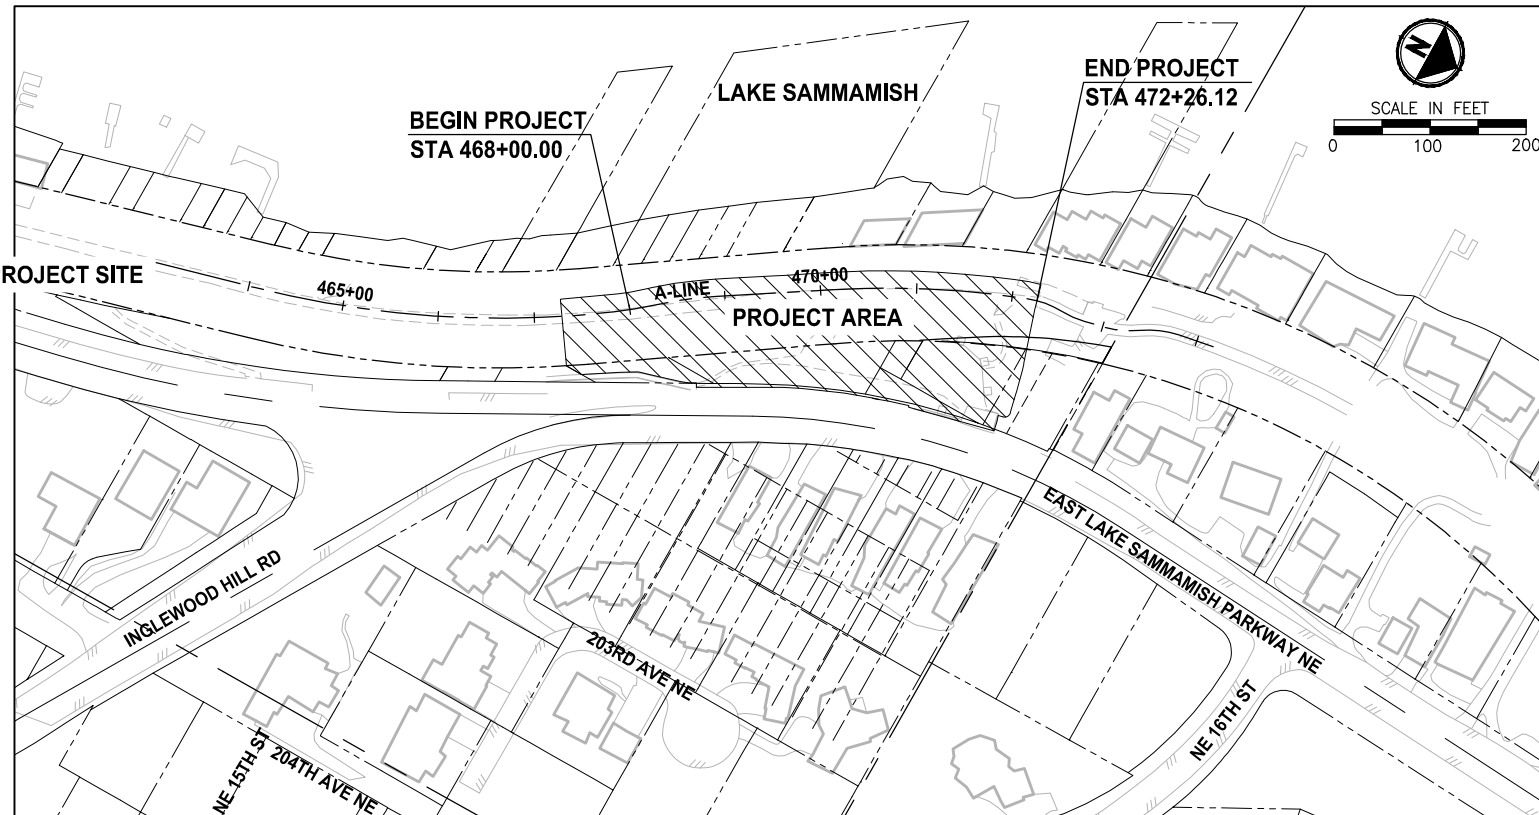 LAKE SAMMAMISH
END PROJECT
STA 472+26.12
N
SCALE IN FEET
0 100 200
BEGIN PROJECT
STA 468+00.00
ROJECT SITE
465+00
A-LINE
470+00
PROJECT AREA
INGLEWOOD HILL RD
EAST LAKE SAMMAMISH PARKWAY NE
203RD AVE NE
NE 16TH ST
NE 15TH ST
204TH AVE NE